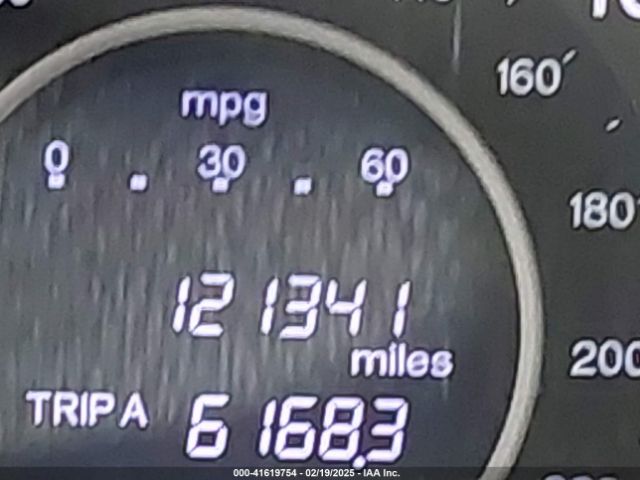 160
mpg
0 30 60
180
121341
miles
200
TRIP A 6168.3
000-41619754 - 02/19/2025 - IAA Inc.